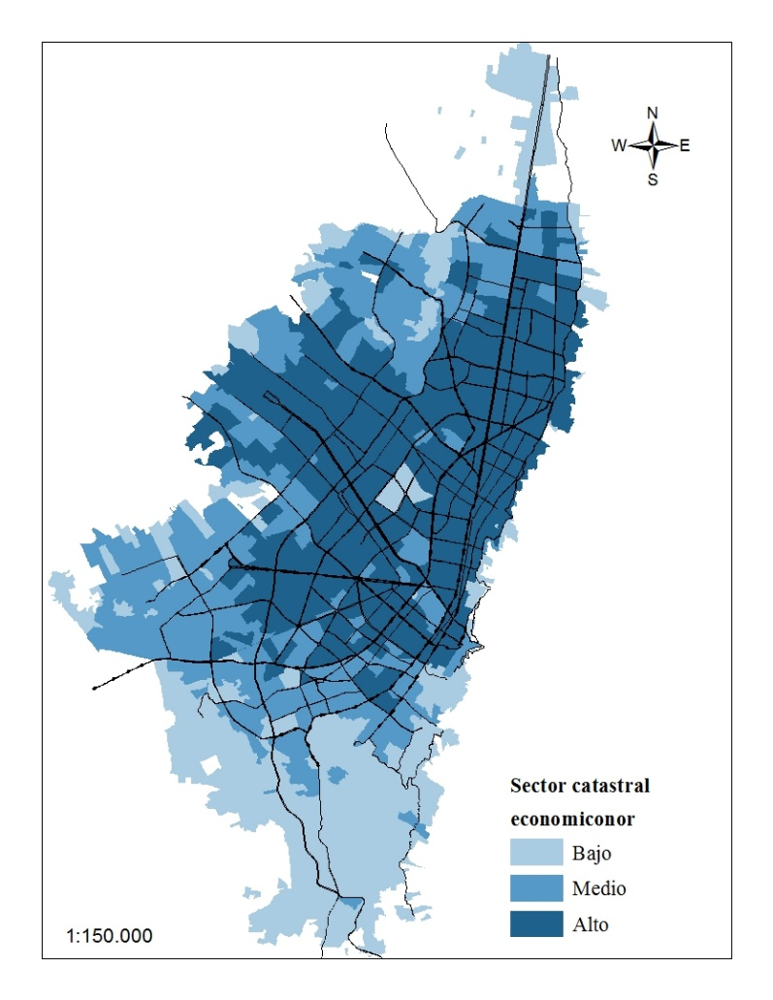 N
W E
S
Sector catastral
economiconor
Bajo
Medio
Alto
1:150.000